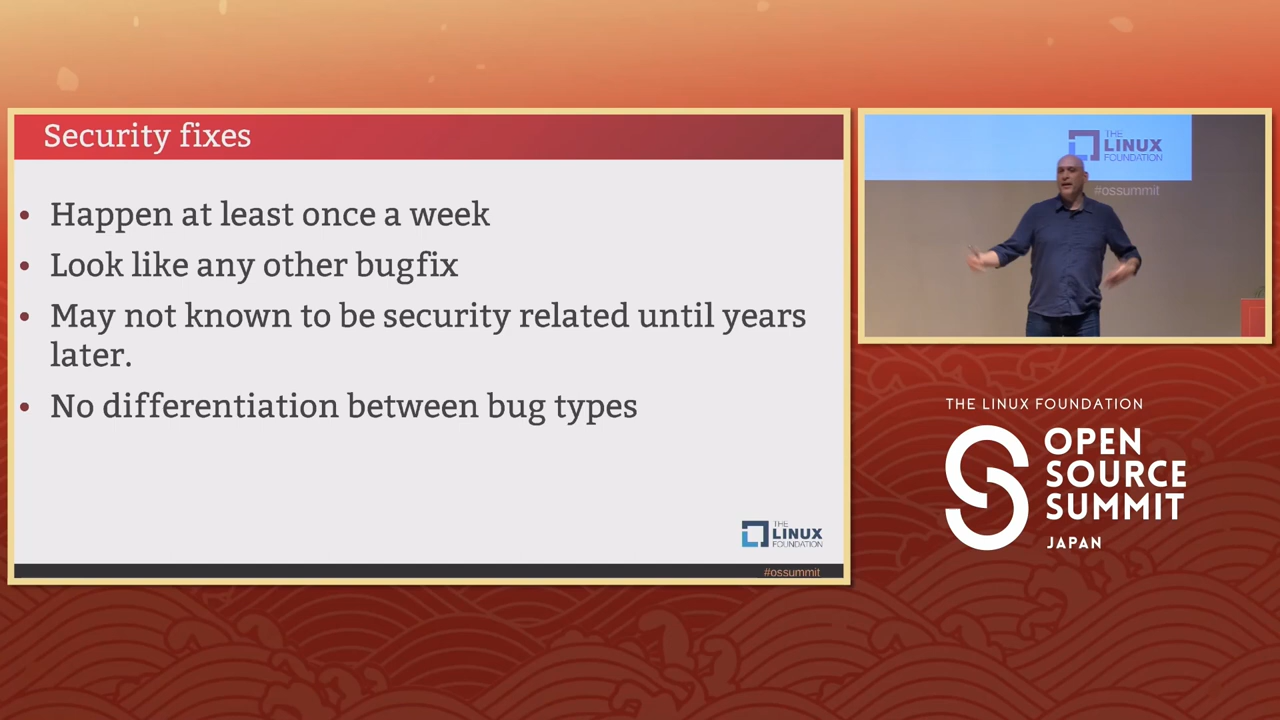 Security fixes
• Happen at least once a week
• Look like any other bugfix
• May not known to be security related until years
later.
• No differentiation between bug types
THE
LINUX
FOUNDATION
#ossummit
THE
LINUX
FOUNDATION
#ossummit
THE LINUX FOUNDATION
OPEN
SOURCE
SUMMIT
JAPAN